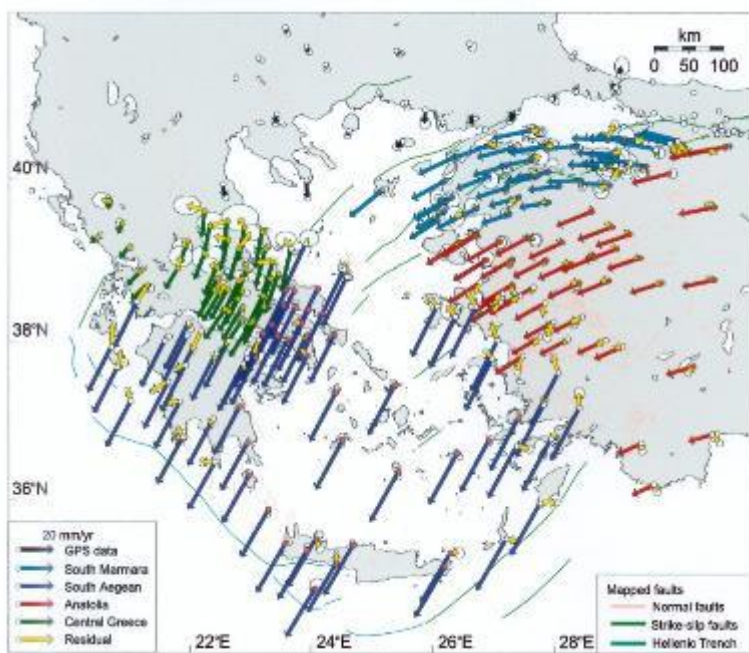 km
0 50 100
40°N
38°N
36°N
20 mm/yr
GPS data
South Marmara
South Aegean
Anatolia
Central Greece
Residual
Mapped faults
Normal faults
Strike-slip faults
Hellenic Trench
22°E 24°E 26°E 28°E